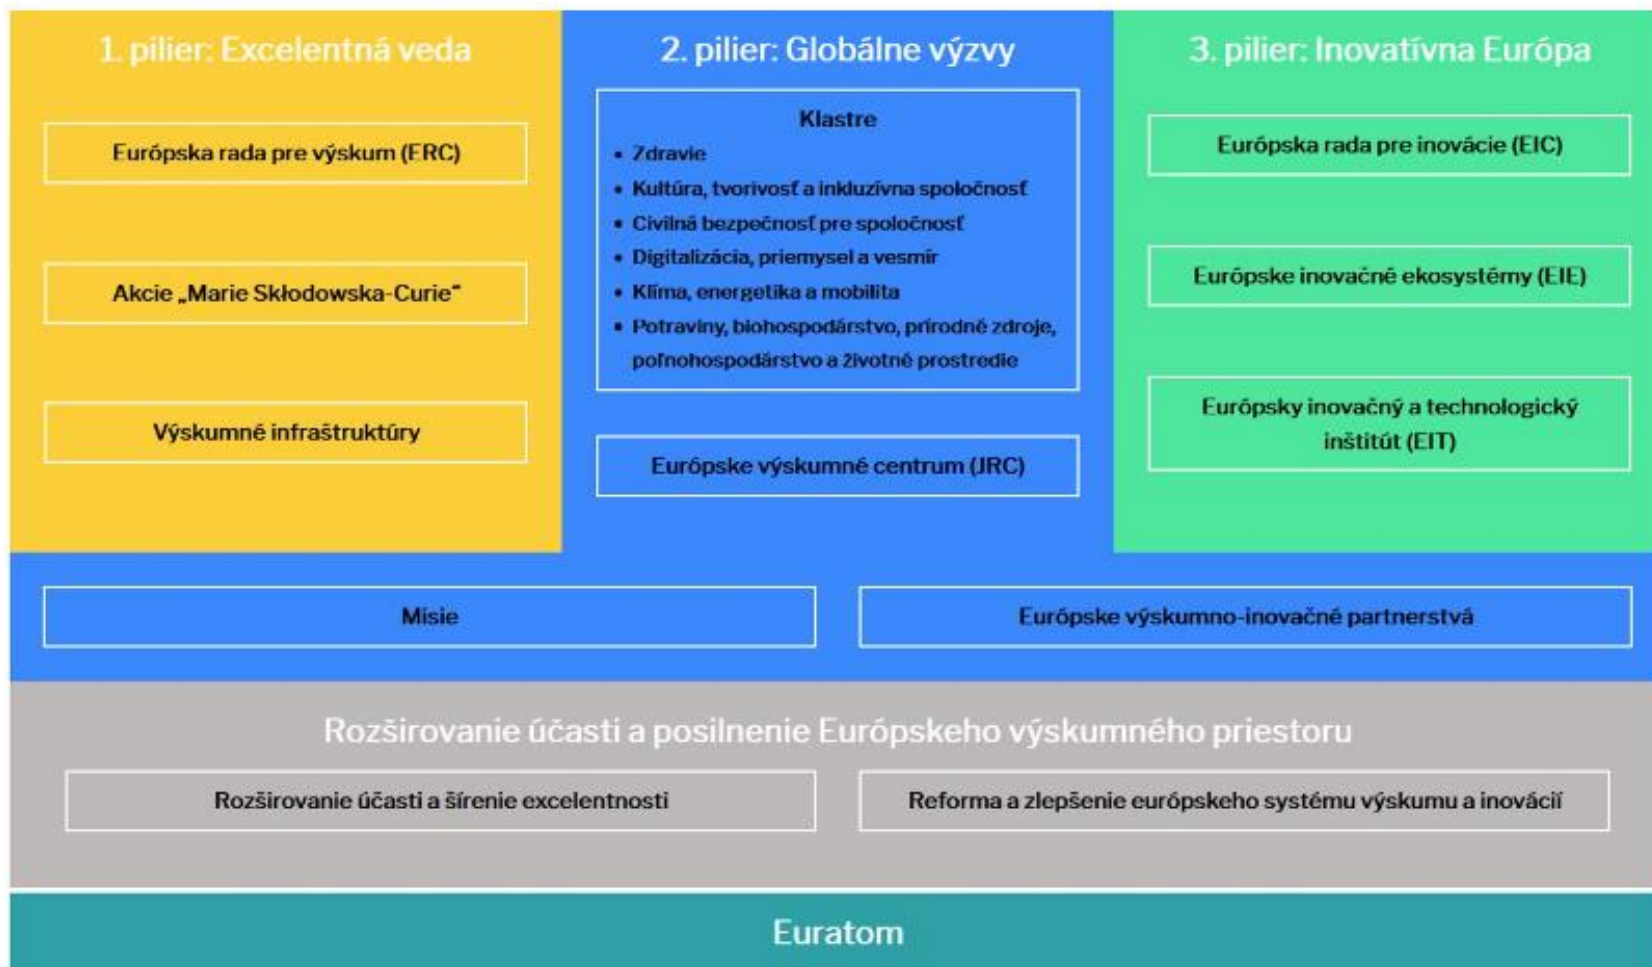 1. pilier: Excelentná veda
Európska rada pre výskum (ERC)
Akcie „Marie Skłodowska-Curie“
Výskumné infraštruktúry
2. pilier: Globálne výzvy
Klastre
• Zdravie
• Kultúra, tvorivosť a inkluzívna spoločnosť
• Civilná bezpečnosť pre spoločnosť
• Digitalizácia, priemysel a vesmír
• Klíma, energetika a mobilita
• Potraviny, biohospodárstvo, prírodné zdroje,
poľnohospodárstvo a životné prostredie
Európske výskumné centrum (JRC)
3. pilier: Inovatívna Európa
Európska rada pre inovácie (EIC)
Európske inovačné ekosystémy (EIE)
Európsky inovačný a technologický
inštitút (EIT)
Misie
Európske výskumno-inovačné partnerstvá
Rozširovanie účasti a posilnenie Európskeho výskumného priestoru
Rozširovanie účasti a šírenie excelentnosti
Reforma a zlepšenie európskeho systému výskumu a inovácií
Euratom